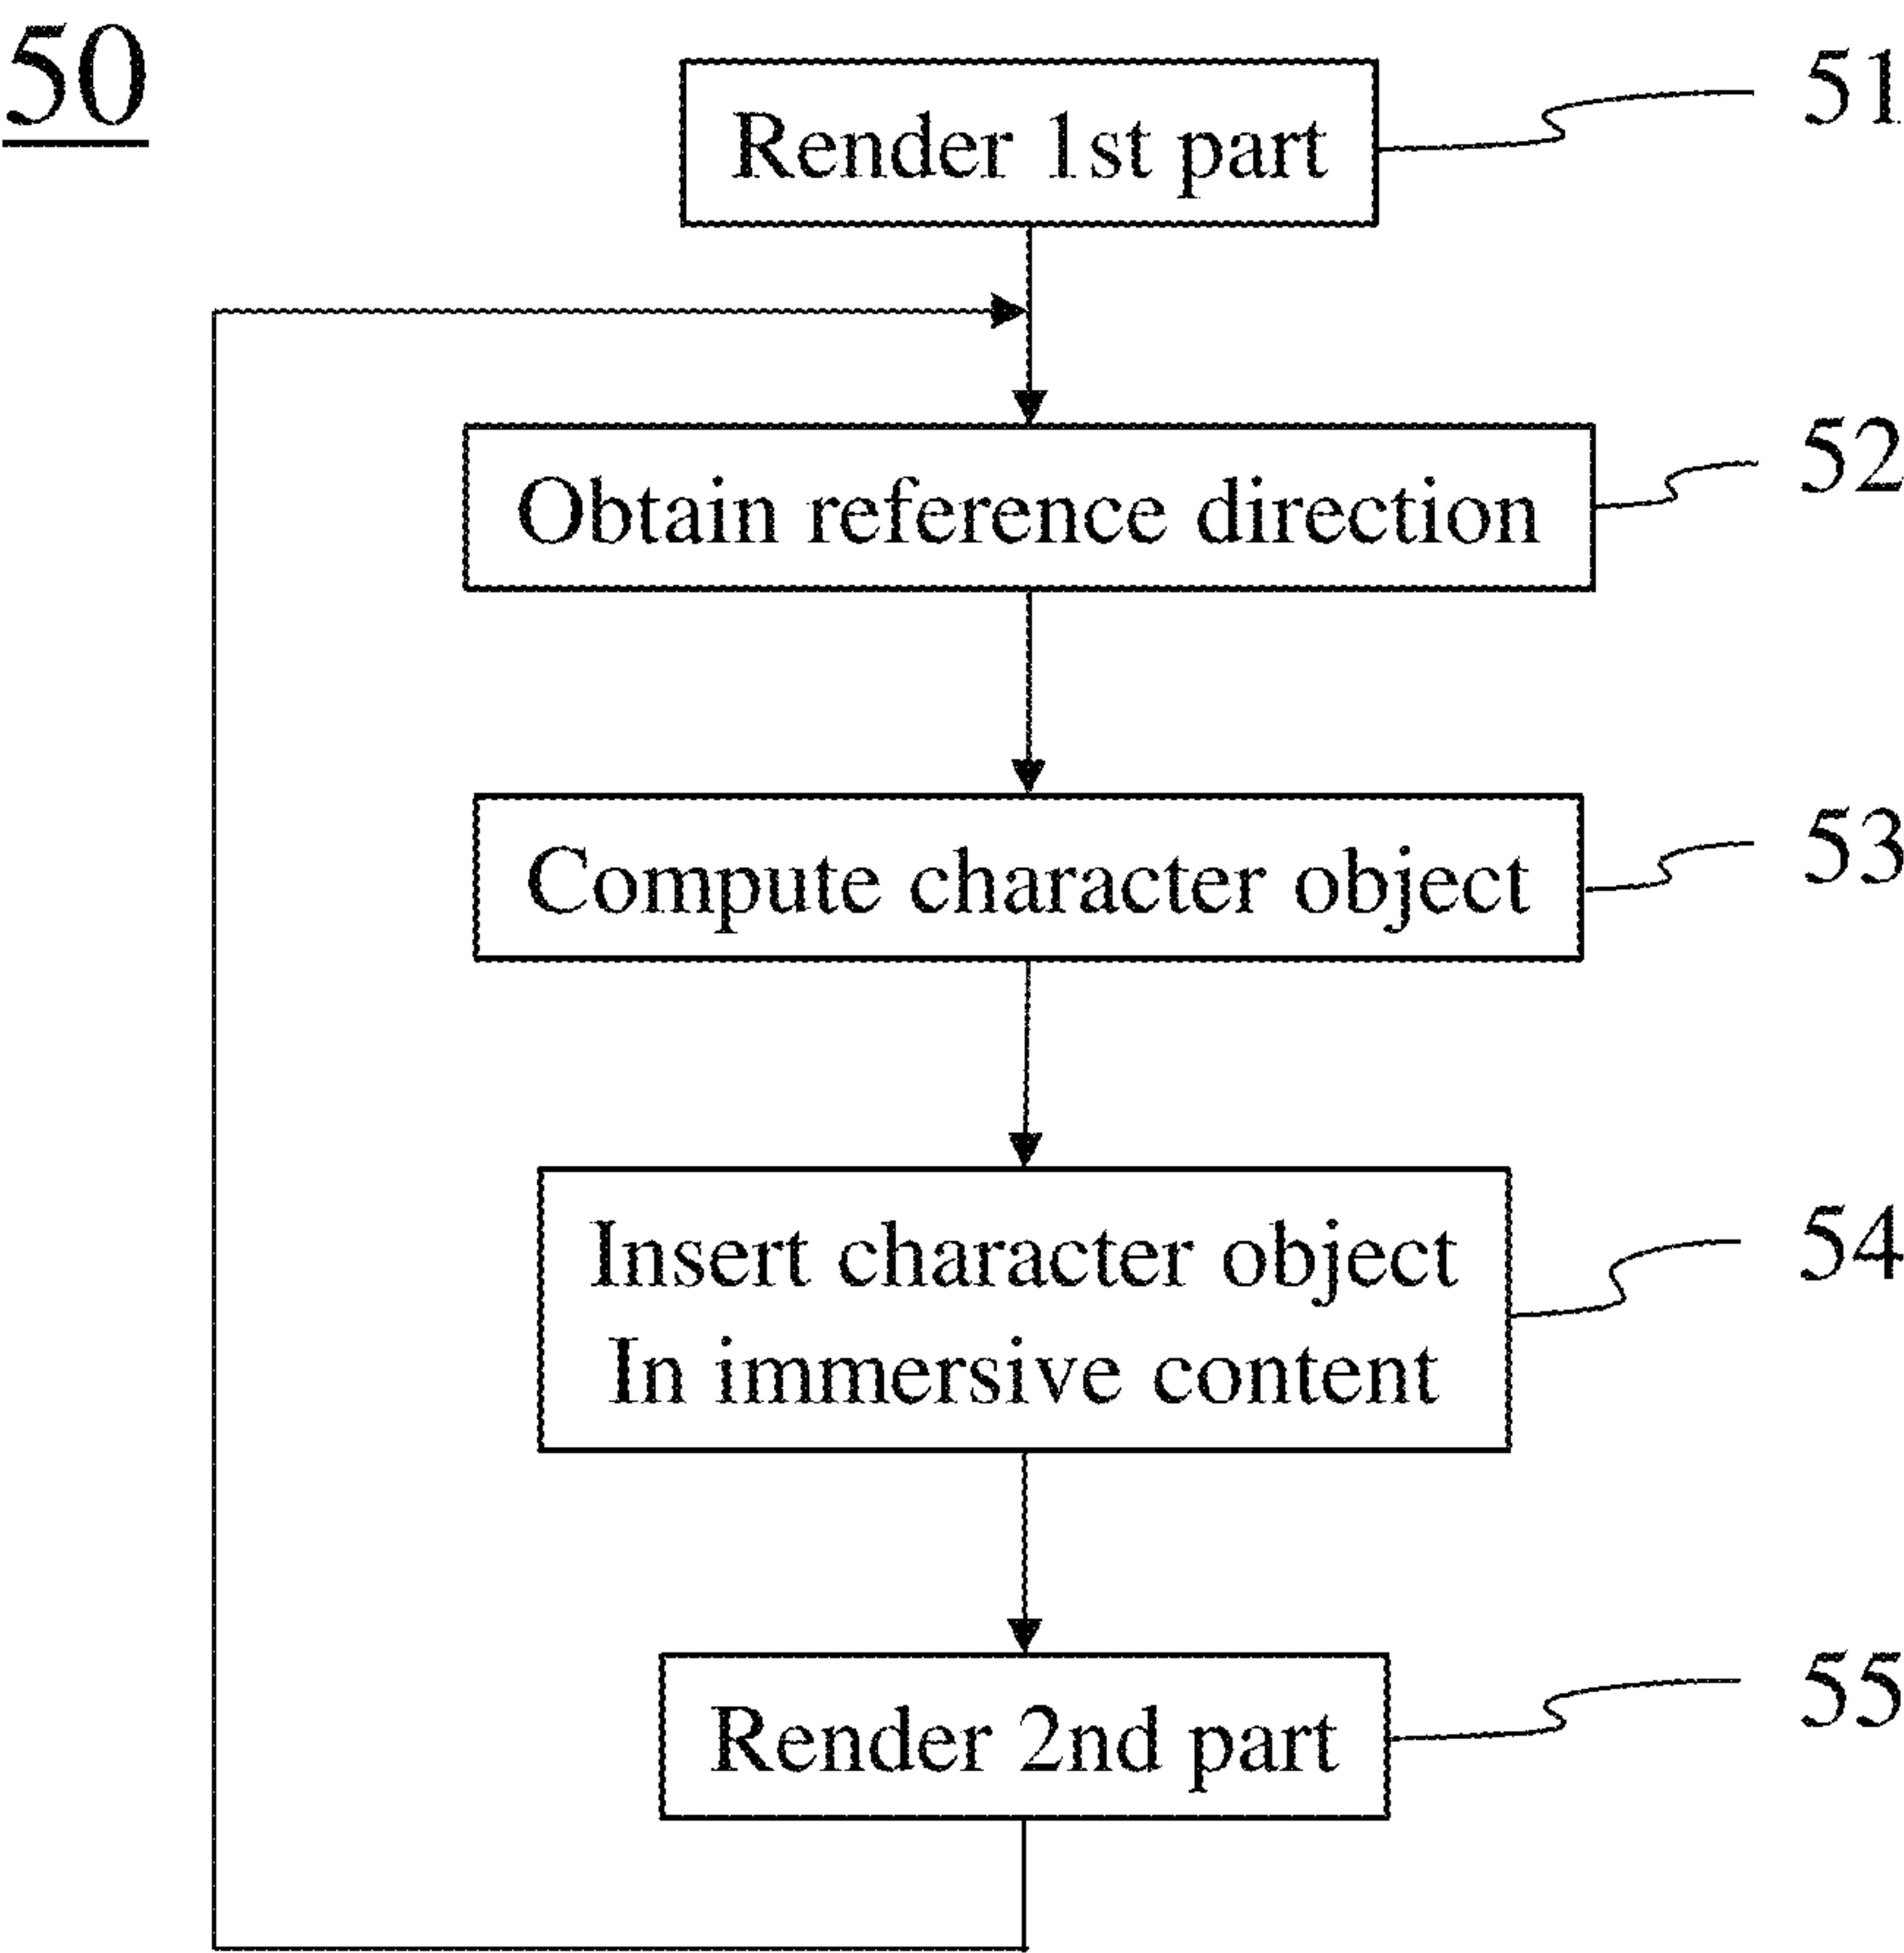 50
Render 1st part
51
Obtain reference direction
52
Compute character object
53
Insert character object
In immersive content
54
Render 2nd part
55